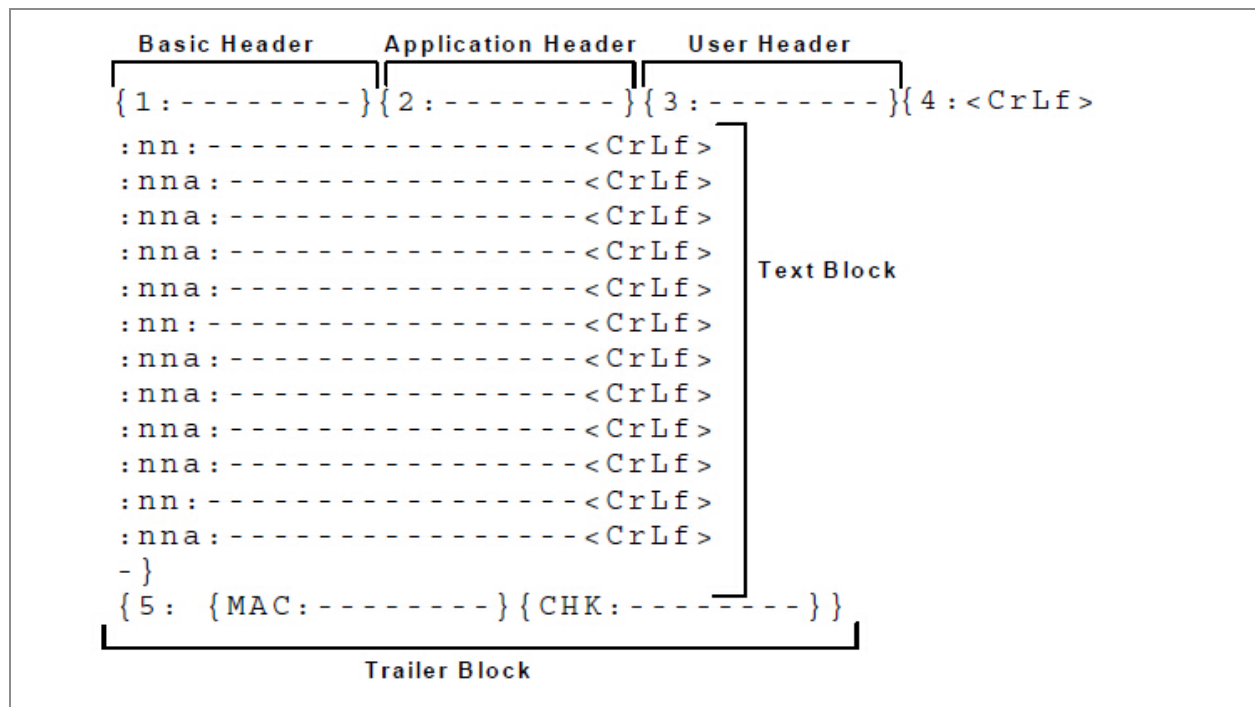 Basic Header Application Header User Header
{1:--------}{2:--------}{3:--------}{4:<CrLf>
:nn:-----------------<CrLf>
:nna:----------------<CrLf>
:nna:----------------<CrLf>
:nna:----------------<CrLf>
:nna:----------------<CrLf>
Text Block
:nn:-----------------<CrLf>
:nna:----------------<CrLf>
:nna:----------------<CrLf>
:nna:----------------<CrLf>
:nna:----------------<CrLf>
:nn:-----------------<CrLf>
:nna:----------------<CrLf>
-}
{5: {MAC:--------}{CHK:--------}}
Trailer Block